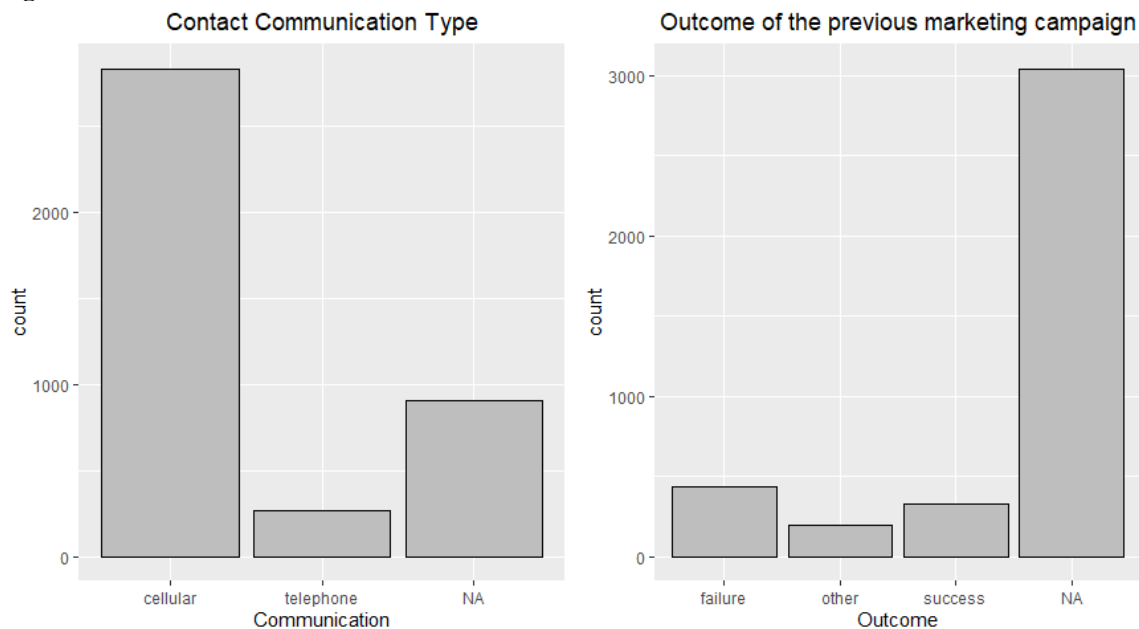 Contact Communication Type
2000
1000
0
count
cellular telephone NA
Communication
Outcome of the previous marketing campaign
3000
2000
1000
0
count
failure other success NA
Outcome